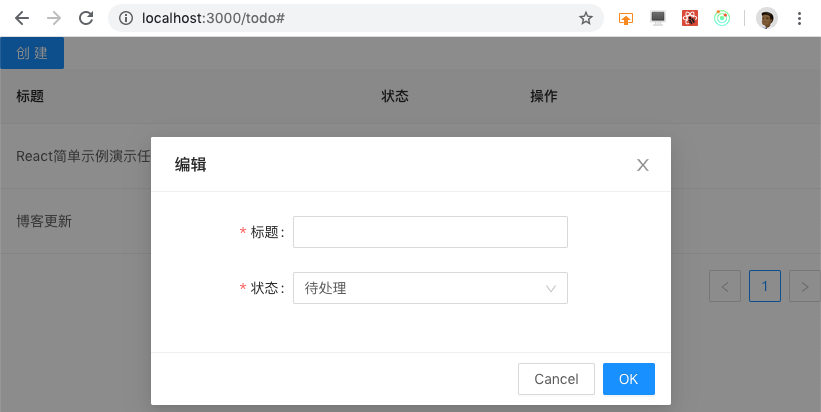 localhost:3000/todo#
创 建
标题 状态 操作
React简单示例演示任
博客更新
编辑
* 标题:
* 状态: 待处理
1
Cancel OK